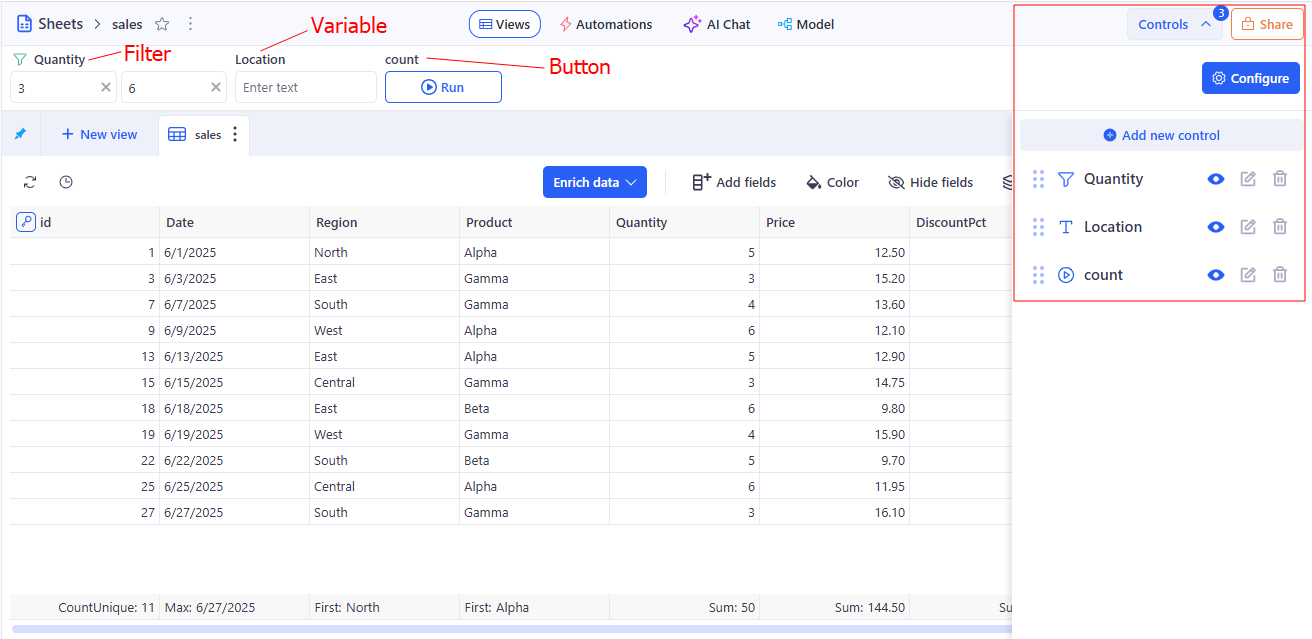 Sheets > sales Views Automations AI Chat Model Controls 3 Share
Variable
Filter
Button
Quantity Location count
3 6 Enter text Run Configure
New view sales Add new control
Enrich data Add fields Color Hide fields
Quantity
Location
count
id Date Region Product Quantity Price DiscountPct
1 6/1/2025 North Alpha 5 12.50
3 6/3/2025 East Gamma 3 15.20
7 6/7/2025 South Gamma 4 13.60
9 6/9/2025 West Alpha 6 12.10
13 6/13/2025 East Alpha 5 12.90
15 6/15/2025 Central Gamma 3 14.75
18 6/18/2025 East Beta 6 9.80
19 6/19/2025 West Gamma 4 15.90
22 6/22/2025 South Beta 5 9.70
25 6/25/2025 Central Alpha 6 11.95
27 6/27/2025 South Gamma 3 16.10
CountUnique: 11 Max: 6/27/2025 First: North First: Alpha Sum: 50 Sum: 144.50